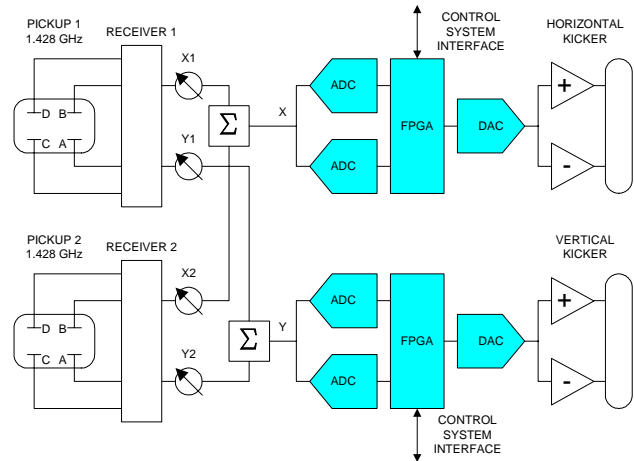 PICKUP 1
1.428 GHz
RECEIVER 1
CONTROL
SYSTEM
INTERFACE
HORIZONTAL
KICKER
X1
D B
C A
Y1
Σ
X
ADC
ADC
FPGA
DAC
+
-
PICKUP 2
1.428 GHz
RECEIVER 2
VERTICAL
KICKER
X2
D B
C A
Y2
Σ
Y
ADC
ADC
FPGA
DAC
+
-
CONTROL
SYSTEM
INTERFACE